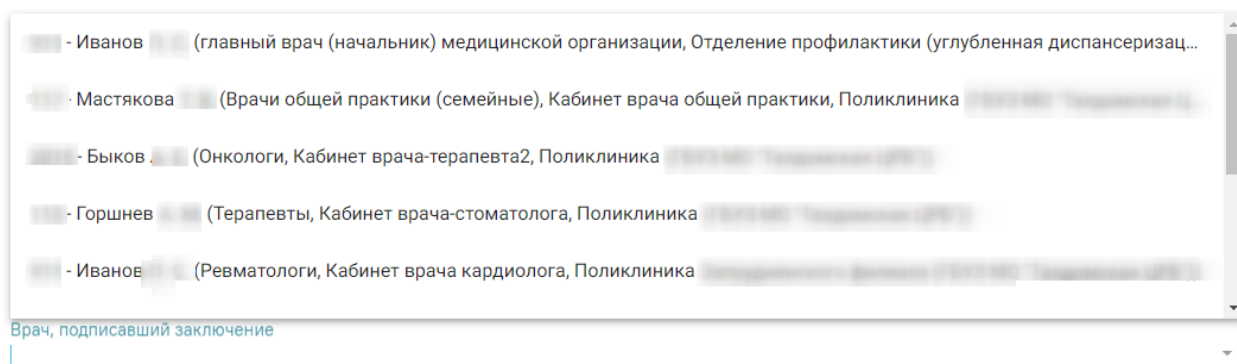 - Иванов (главный врач (начальник) медицинской организации, Отделение профилактики (углубленная диспансеризац...
- Мастякова (Врачи общей практики (семейные), Кабинет врача общей практики, Поликлиника
- Быков (Онкологи, Кабинет врача-терапевта2, Поликлиника
- Горшнев (Терапевты, Кабинет врача-стоматолога, Поликлиника
- Иванов (Ревматологи, Кабинет врача кардиолога, Поликлиника
Врач, подписавший заключение